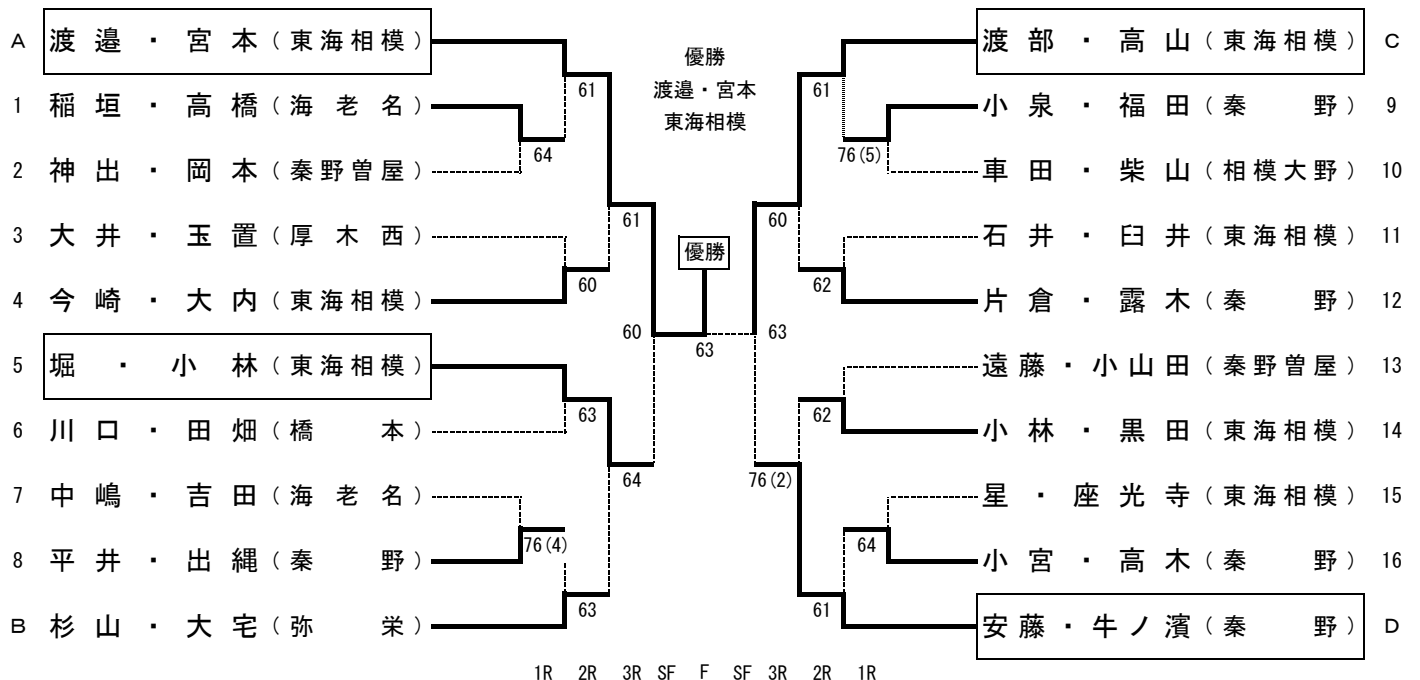 A 渡邉・宮本（東海相模）
1 稲垣・高橋（海老名）
2 神出・岡本（秦野曽屋）
3 大井・玉置（厚木西）
4 今崎・大内（東海相模）
5 堀・小林（東海相模）
6 川口・田畑（橋本）
7 中嶋・吉田（海老名）
8 平井・出縄（秦野）
B 杉山・大宅（弥栄）
61
64
61
60
60
63
64
76(4)
63
優勝
渡邉・宮本
東海相模
優勝
63
61
76(5)
60
62
63
62
76(2)
64
61
渡部・高山（東海相模） C
小泉・福田（秦野） 9
車田・柴山（相模大野） 10
石井・臼井（東海相模） 11
片倉・露木（秦野） 12
遠藤・小山田（秦野曽屋） 13
小林・黒田（東海相模） 14
星・座光寺（東海相模） 15
小宮・高木（秦野） 16
安藤・牛ノ濱（秦野） D
1R 2R 3R SF F SF 3R 2R 1R